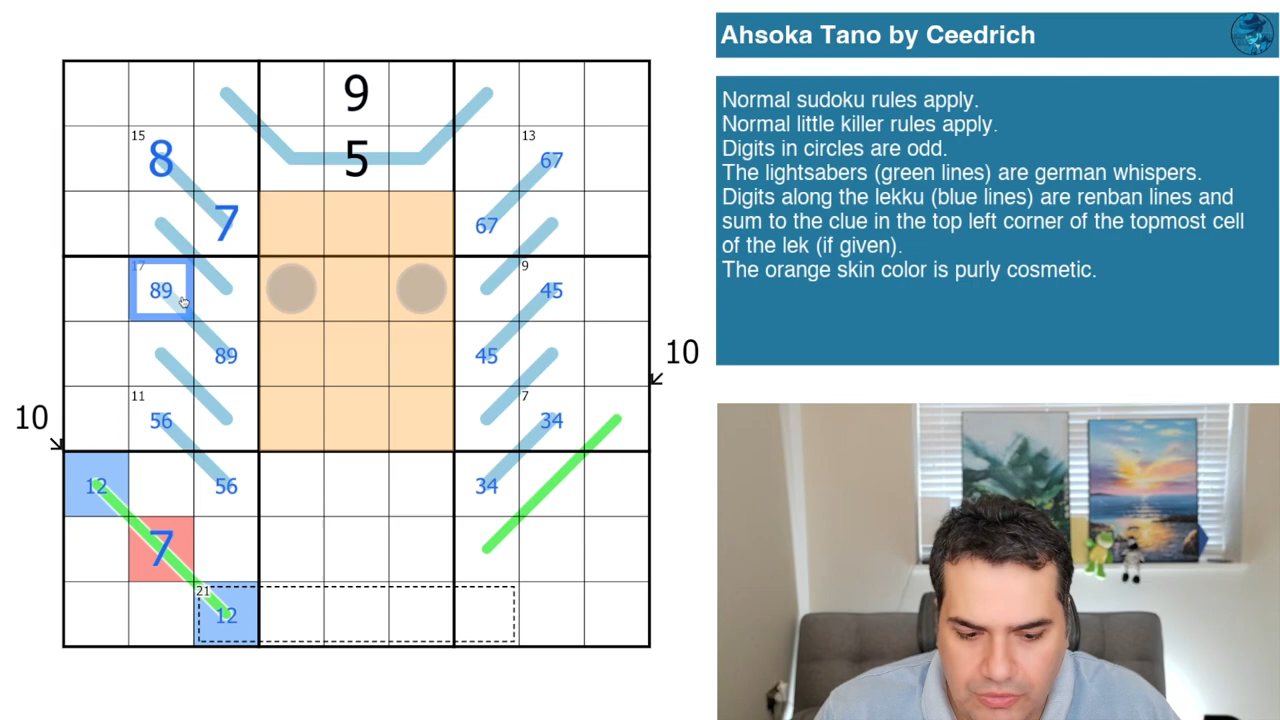 Ahsoka Tano by Ceedrich
Normal sudoku rules apply.
Normal little killer rules apply.
Digits in circles are odd.
The lightsabers (green lines) are german whispers.
Digits along the lekku (blue lines) are renban lines and
sum to the clue in the top left corner of the topmost cell
of the lek (if given).
The orange skin color is purly cosmetic.
9
15
8
5
13
67
7
67
17
89
9
45
89
45
10
10
11
56
7
34
12
56
34
7
21
12